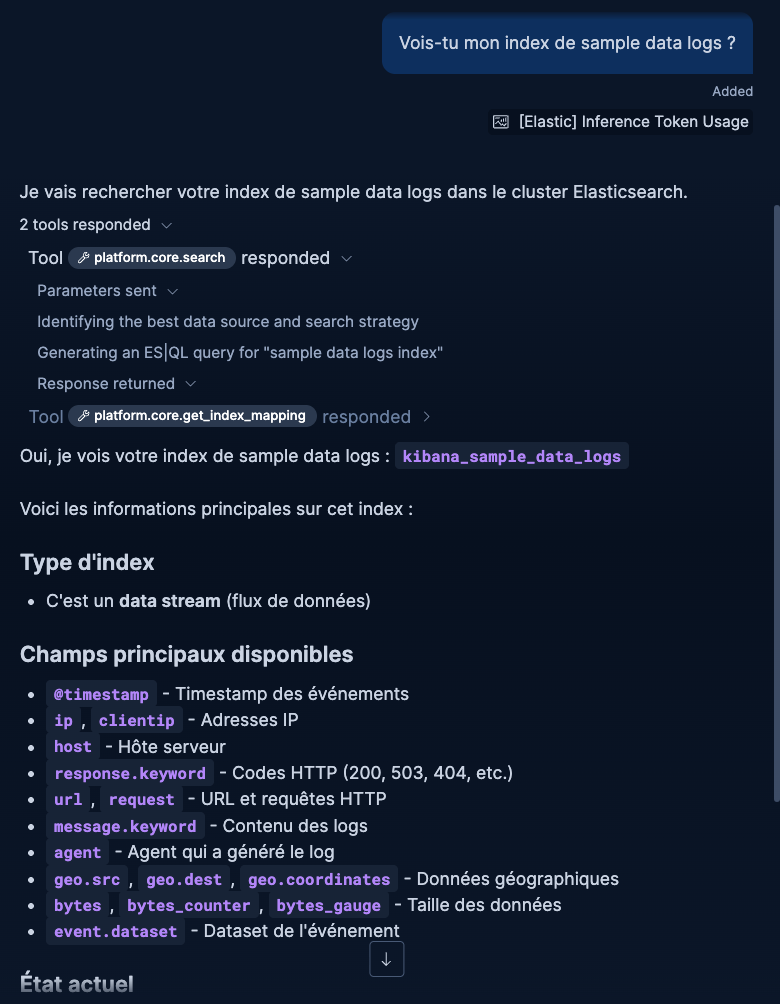 Vois-tu mon index de sample data logs ?
Added
[Elastic] Inference Token Usage
Je vais rechercher votre index de sample data logs dans le cluster Elasticsearch.
2 tools responded
Tool platform.core.search responded
Parameters sent
Identifying the best data source and search strategy
Generating an ES|QL query for "sample data logs index"
Response returned
Tool platform.core.get_index_mapping responded
Oui, je vois votre index de sample data logs : kibana_sample_data_logs
Voici les informations principales sur cet index :
Type d'index
• C'est un data stream (flux de données)
Champs principaux disponibles
• @timestamp - Timestamp des événements
• ip , clientip - Adresses IP
• host - Hôte serveur
• response.keyword - Codes HTTP (200, 503, 404, etc.)
• url , request - URL et requêtes HTTP
• message.keyword - Contenu des logs
• agent - Agent qui a généré le log
• geo.src , geo.dest , geo.coordinates - Données géographiques
• bytes , bytes_counter , bytes_gauge - Taille des données
• event.dataset - Dataset de l'événement
État actuel